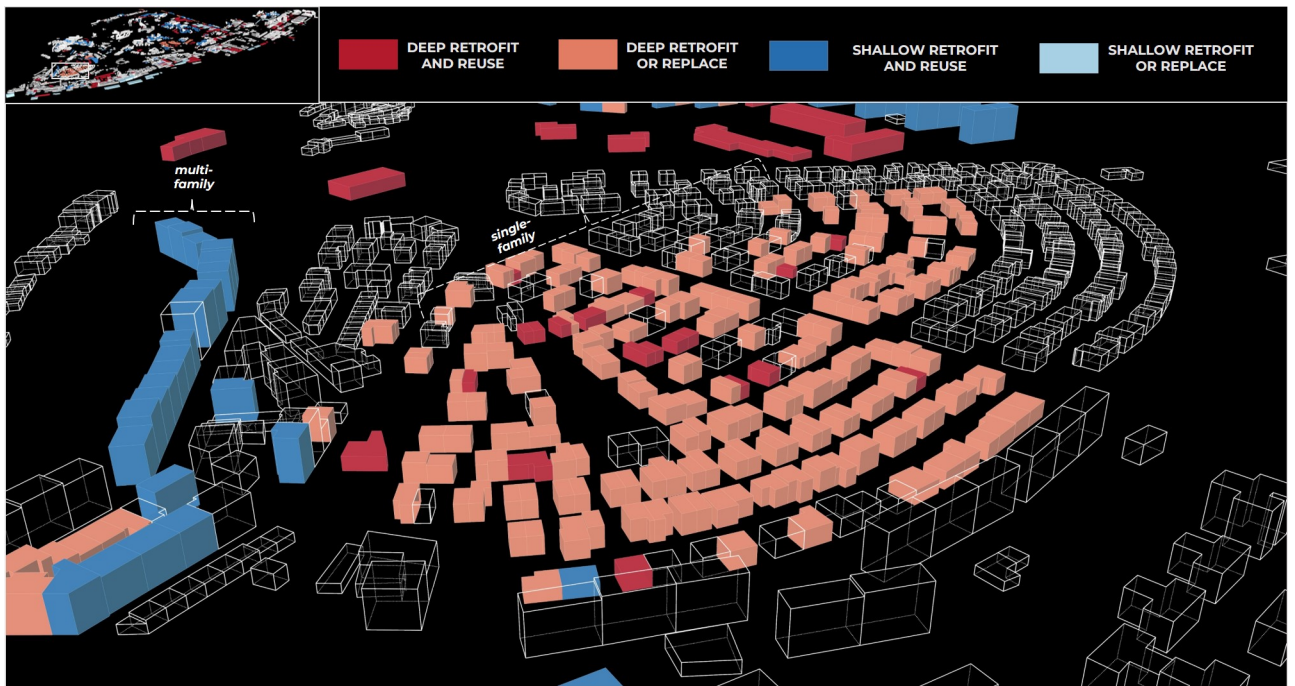 DEEP RETROFIT
AND REUSE
DEEP RETROFIT
OR REPLACE
SHALLOW RETROFIT
AND REUSE
SHALLOW RETROFIT
OR REPLACE
multi-
family
single-
family